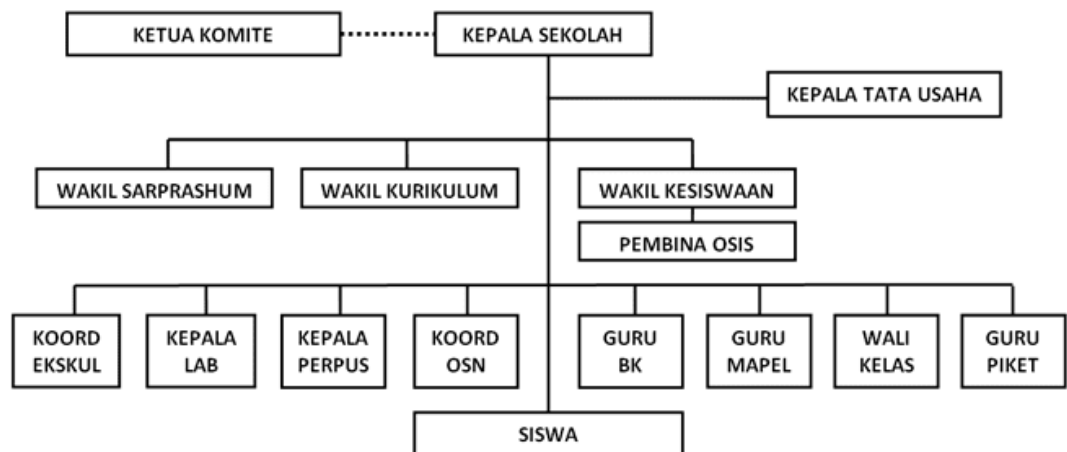 KETUA KOMITE
KEPALA SEKOLAH
KEPALA TATA USAHA
WAKIL SARPRASHUM
WAKIL KURIKULUM
WAKIL KESISWAAN
PEMBINA OSIS
KOORD
EKSKUL
KEPALA
LAB
KEPALA
PERPUS
KOORD
OSN
GURU
BK
GURU
MAPEL
WALI
KELAS
GURU
PIKET
SISWA